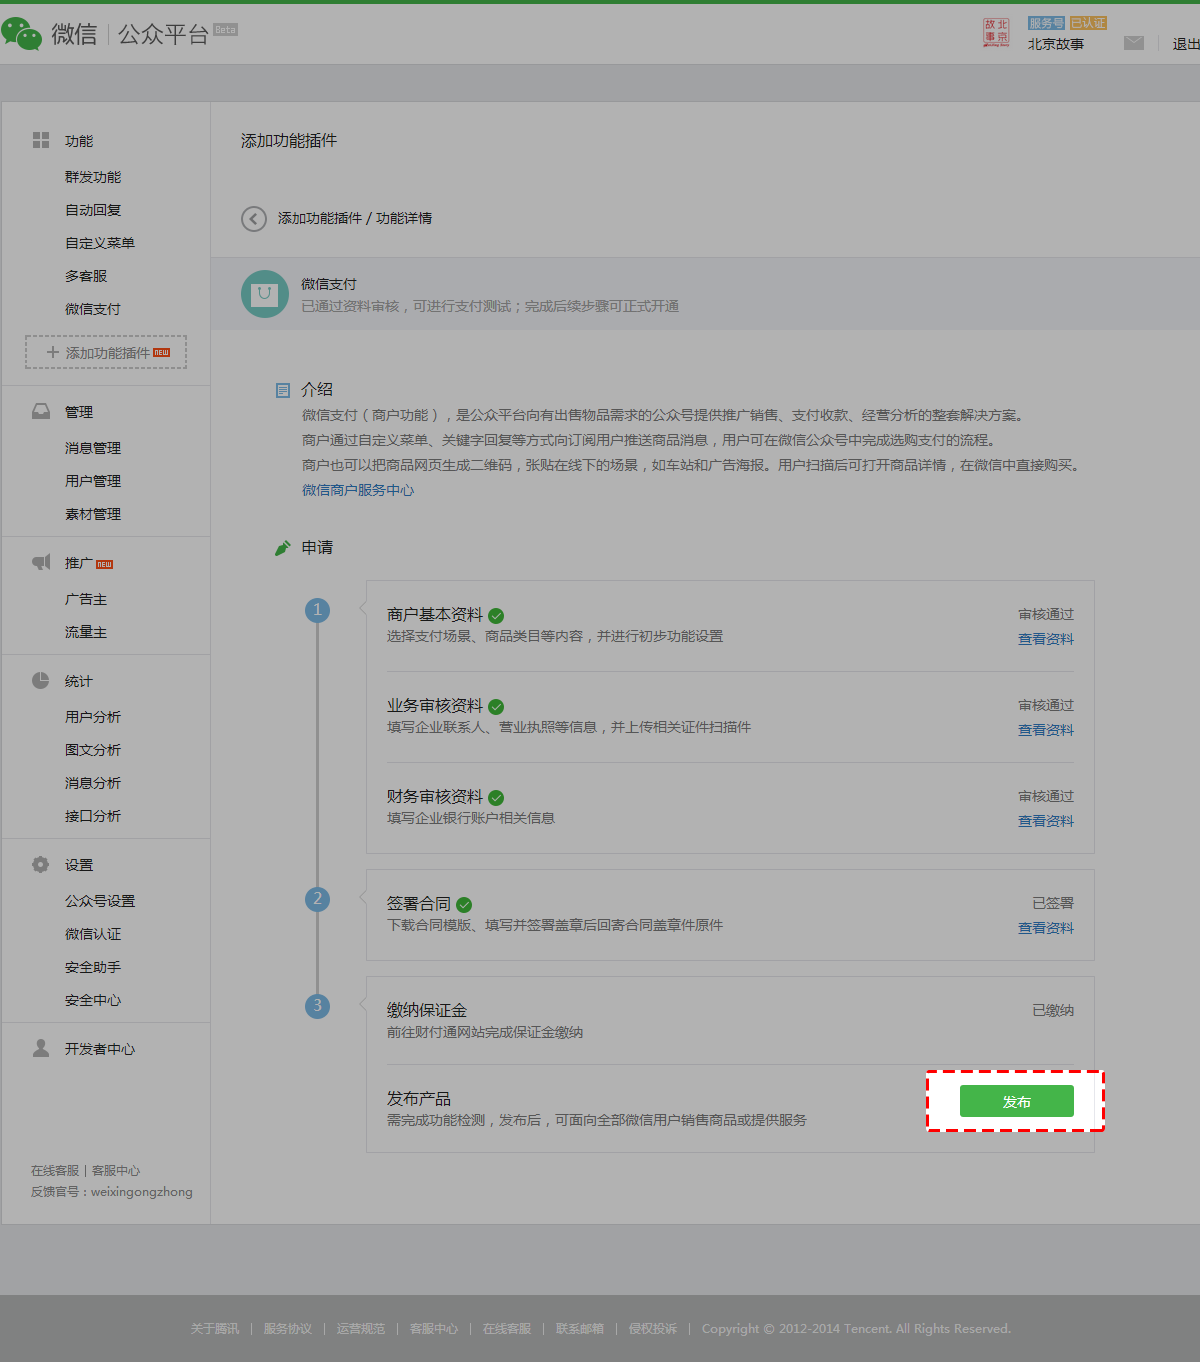 微信 公众平台 Beta
服务号 已认证
北京故事
退出
功能
群发功能
自动回复
自定义菜单
多客服
微信支付
添加功能插件 NEW
管理
消息管理
用户管理
素材管理
推广 NEW
广告主
流量主
统计
用户分析
图文分析
消息分析
接口分析
设置
公众号设置
微信认证
安全助手
安全中心
开发者中心
在线客服 | 客服中心
反馈官号：weixingongzhong
添加功能插件
添加功能插件 / 功能详情
微信支付
已通过资料审核，可进行支付测试；完成后续步骤可正式开通
介绍
微信支付（商户功能），是公众平台向有出售物品需求的公众号提供推广销售、支付收款、经营分析的整套解决方案。
商户通过自定义菜单、关键字回复等方式向订阅用户推送商品消息，用户可在微信公众号中完成选购支付的流程。
商户也可以把商品网页生成二维码，张贴在线下的场景，如车站和广告海报。用户扫描后可打开商品详情，在微信中直接购买。
微信商户服务中心
申请
1
商户基本资料
审核通过
选择支付场景、商品类目等内容，并进行初步功能设置
查看资料
业务审核资料
审核通过
填写企业联系人、营业执照等信息，并上传相关证件扫描件
查看资料
财务审核资料
审核通过
填写企业银行账户相关信息
查看资料
2
签署合同
已签署
下载合同模版、填写并签署盖章后回寄合同盖章件原件
查看资料
3
缴纳保证金
已缴纳
前往财付通网站完成保证金缴纳
发布产品
发布
需完成功能检测，发布后，可面向全部微信用户销售商品或提供服务
关于腾讯 | 服务协议 | 运营规范 | 客服中心 | 在线客服 | 联系邮箱 | 侵权投诉 | Copyright © 2012-2014 Tencent. All Rights Reserved.